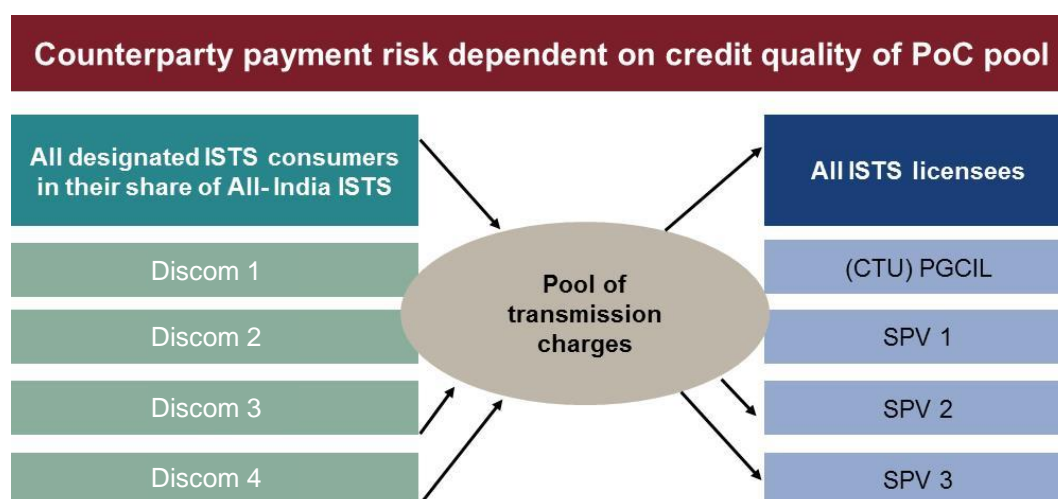 Counterparty payment risk dependent on credit quality of PoC pool
All designated ISTS consumers
in their share of All-India ISTS
All ISTS licensees
Discom 1
Discom 2
Discom 3
Discom 4
Pool of
transmission
charges
(CTU) PGCIL
SPV 1
SPV 2
SPV 3